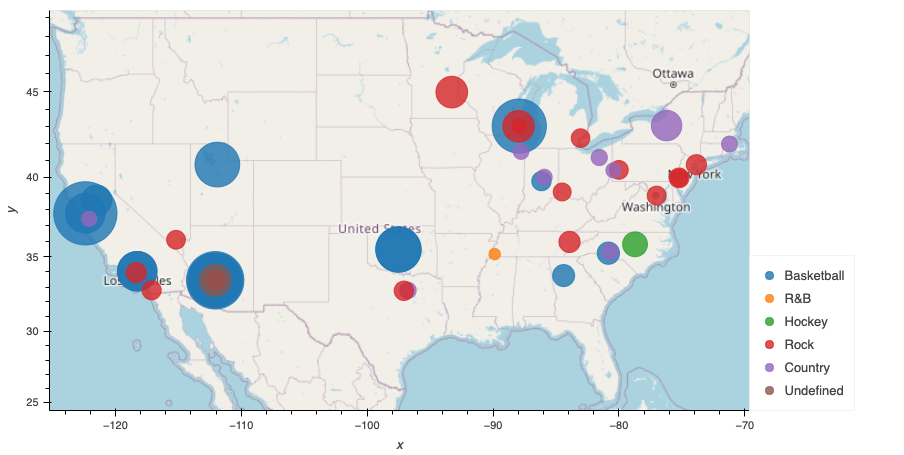 Ottawa
45
New York
40
Washington
United States
35
Los Angeles
30
25
y
−120
−110
−100
−90
−80
−70
x
Basketball
R&B
Hockey
Rock
Country
Undefined